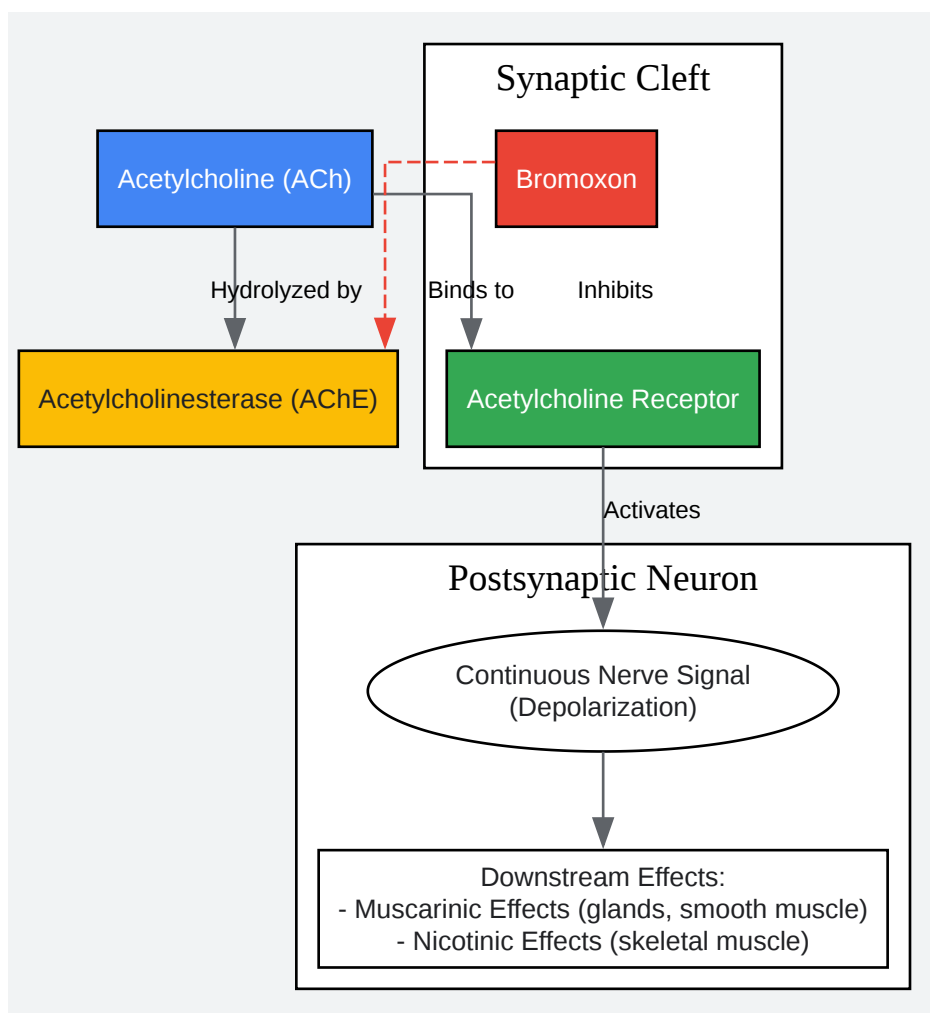 Synaptic Cleft
Acetylcholine (ACh)
Bromoxon
Hydrolyzed by
Binds to
Inhibits
Acetylcholinesterase (AChE)
Acetylcholine Receptor
Activates
Postsynaptic Neuron
Continuous Nerve Signal
(Depolarization)
Downstream Effects:
- Muscarinic Effects (glands, smooth muscle)
- Nicotinic Effects (skeletal muscle)